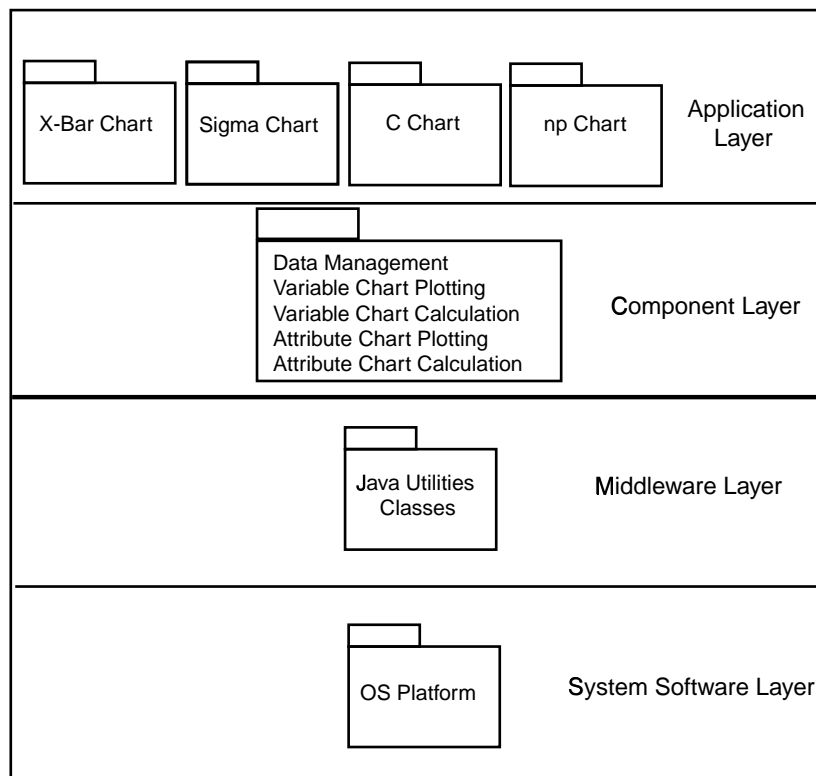 X-Bar Chart
Sigma Chart
C Chart
np Chart
Application
Layer
Data Management
Variable Chart Plotting
Variable Chart Calculation
Attribute Chart Plotting
Attribute Chart Calculation
Component Layer
Java Utilities
Classes
Middleware Layer
OS Platform
System Software Layer